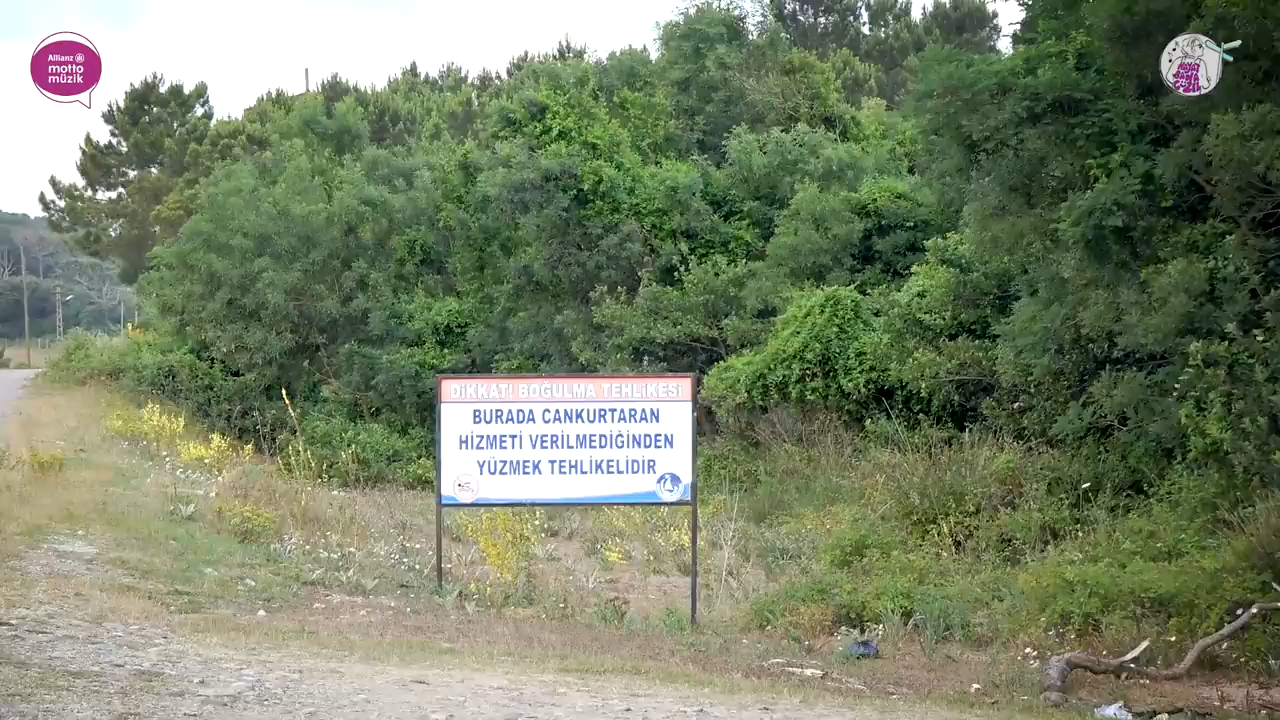 Allianz
motto
müzik
DİKKAT! BOĞULMA TEHLİKESİ
BURADA CANKURTARAN
HİZMETİ VERİLMEDİĞİNDEN
YÜZMEK TEHLİKELİDİR